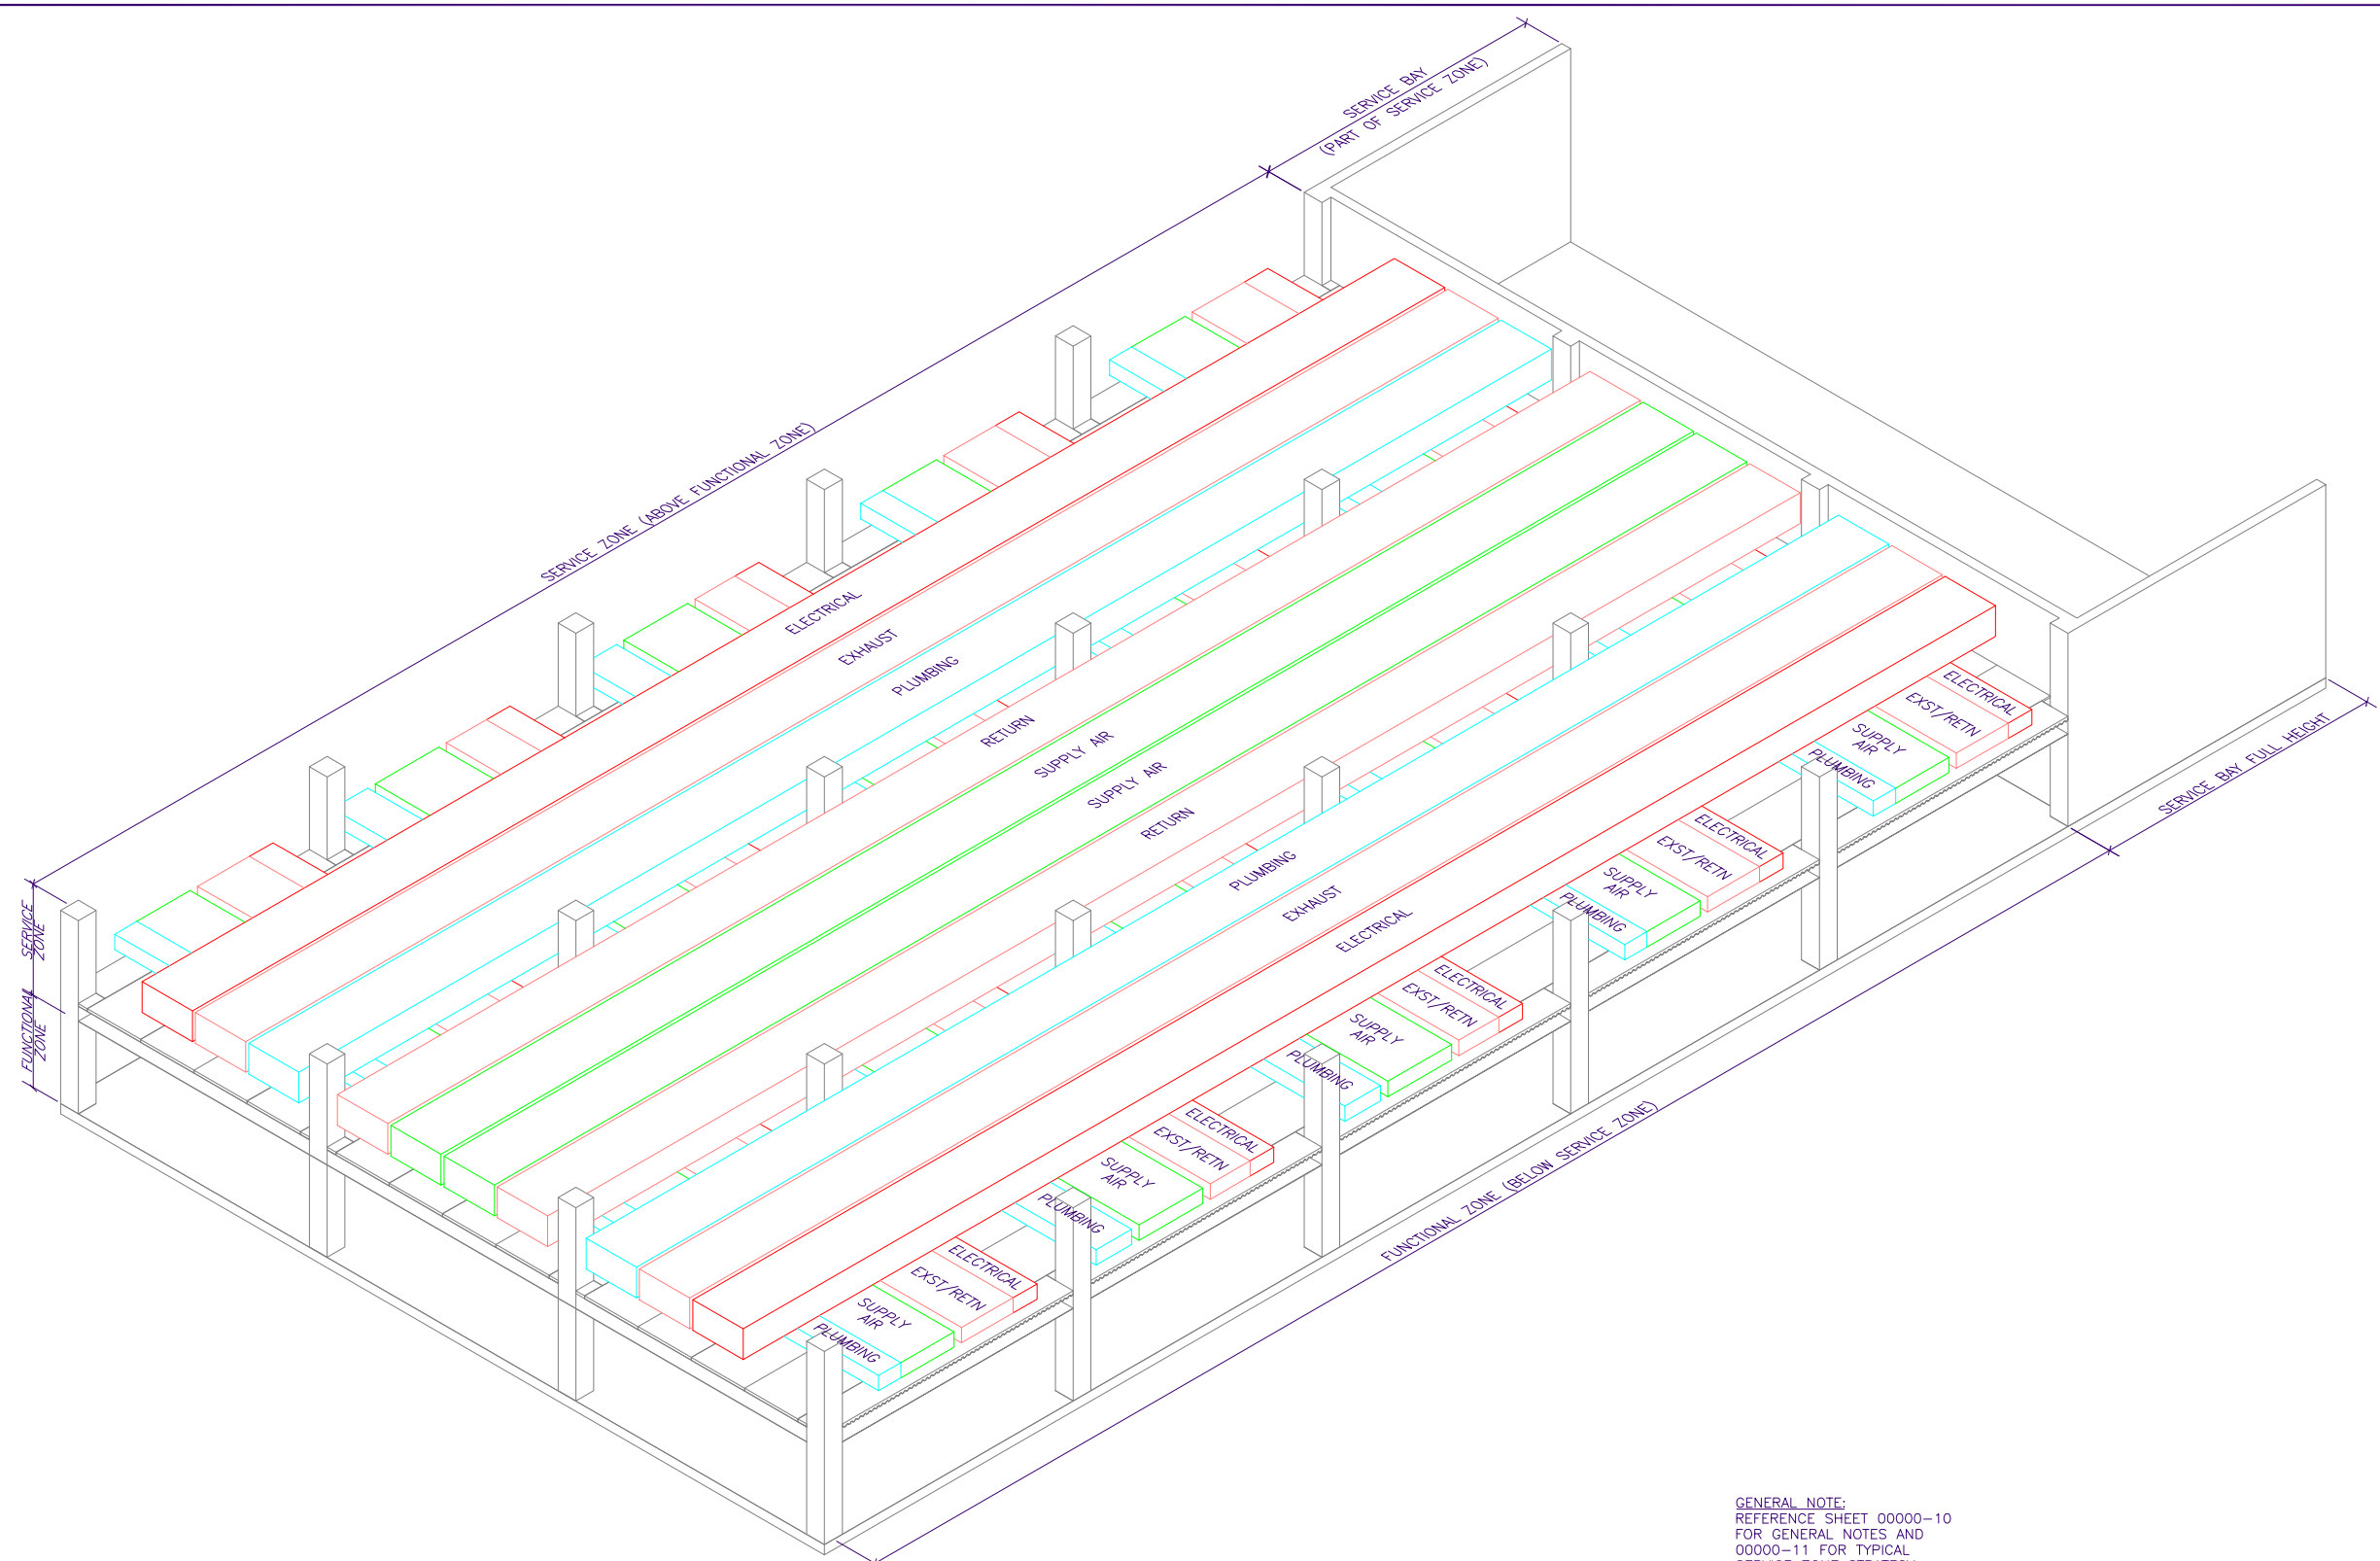 SERVICE BAY
(PART OF SERVICE ZONE)
SERVICE ZONE (ABOVE FUNCTIONAL ZONE)
ELECTRICAL
EXHAUST
PLUMBING
RETURN
SUPPLY AIR
SUPPLY AIR
RETURN
PLUMBING
EXHAUST
ELECTRICAL
ELECTRICAL
EXST/RETN
SUPPLY
AIR
PLUMBING
ELECTRICAL
EXST/RETN
SUPPLY
AIR
PLUMBING
ELECTRICAL
EXST/RETN
SUPPLY
AIR
PLUMBING
ELECTRICAL
EXST/RETN
SUPPLY
AIR
PLUMBING
ELECTRICAL
EXST/RETN
SUPPLY
AIR
PLUMBING
SERVICE BAY FULL HEIGHT
SERVICE
ZONE
FUNCTIONAL
ZONE
FUNCTIONAL ZONE (BELOW SERVICE ZONE)
GENERAL NOTE:
REFERENCE SHEET 00000-10
FOR GENERAL NOTES AND
00000-11 FOR TYPICAL